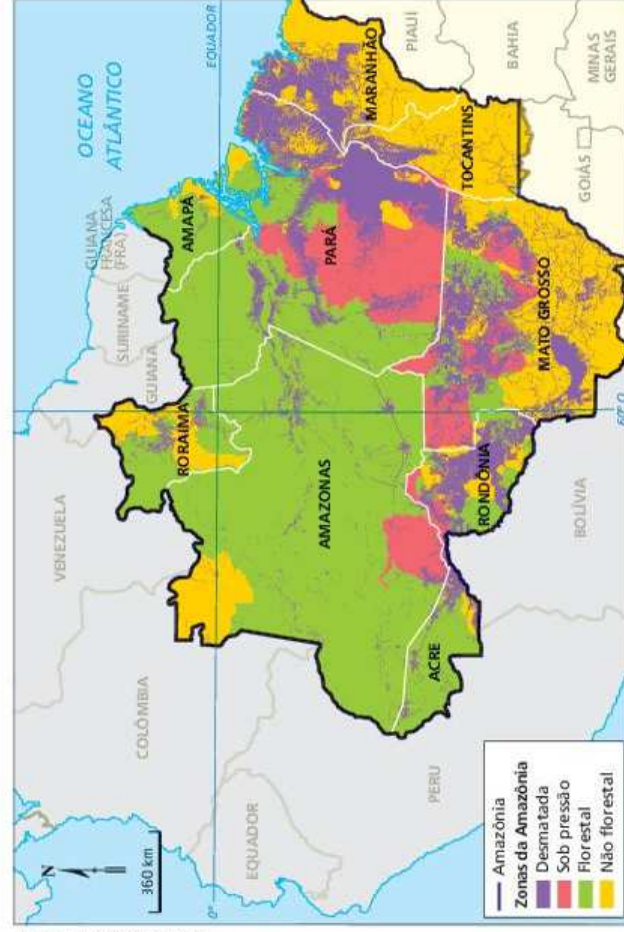 OCEANO
ATLÂNTICO
EQUADOR
GUIANA
FRANCESA
(FRA)
SURINAME
GUIANA
VENEZUELA
COLÔMBIA
EQUADOR
PERU
BOLÍVIA
AMAPÁ
RORAIMA
AMAZONAS
PARÁ
MARANHÃO
PIAUÍ
TOCANTINS
BAHIA
ACRE
RONDÔNIA
MATO GROSSO
GOIÁS
MINAS
GERAIS
N
360 km
0°
60° O
Amazônia
Zonas da Amazônia
Desmatada
Sob pressão
Florestal
Não florestal